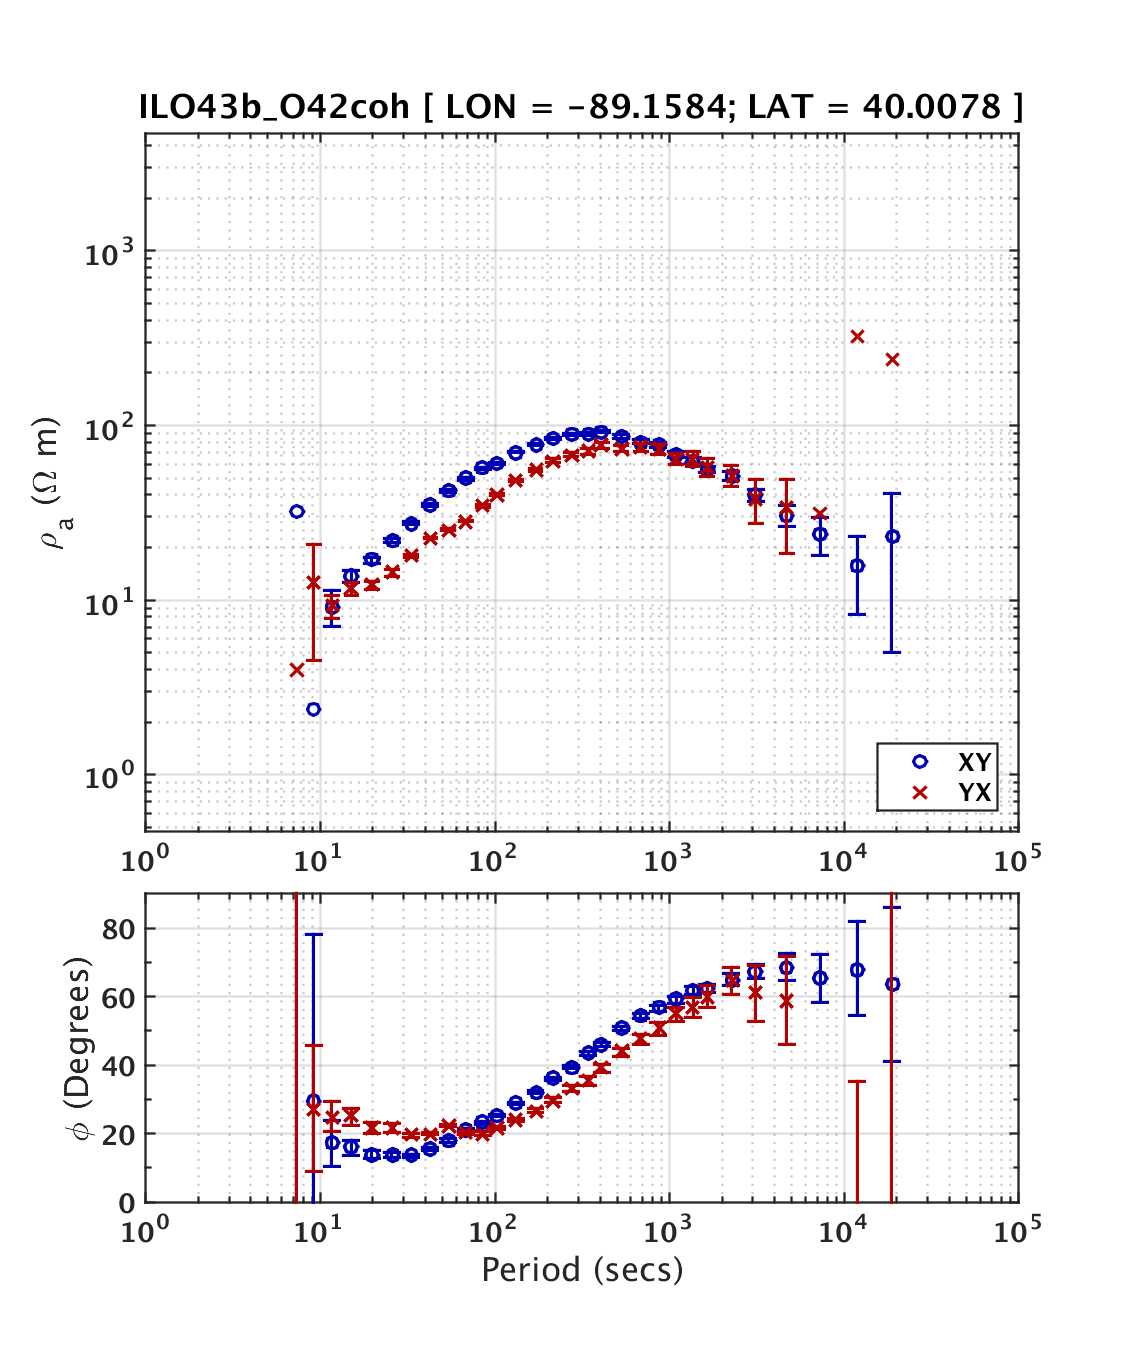 ILO43b_O42coh [ LON = -89.1584; LAT = 40.0078 ]
10³
10²
10¹
10⁰
ρ a (Ω m)
XY
YX
10⁰ 10¹ 10² 10³ 10⁴ 10⁵
80
60
40
20
0
ϕ (Degrees)
10⁰ 10¹ 10² 10³ 10⁴ 10⁵
Period (secs)